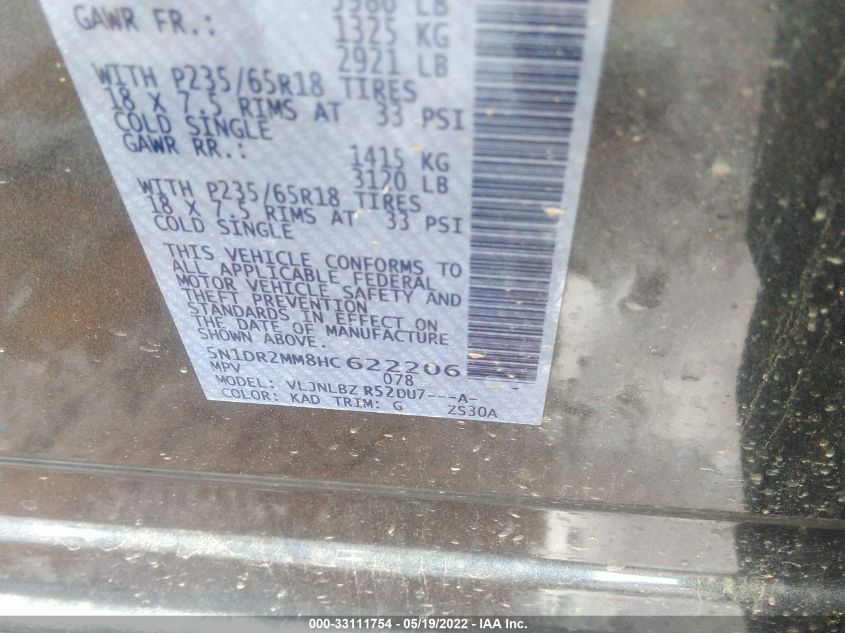 5986 LB
GAWR FR.: 1325 KG
2921 LB
WITH P235/65R18 TIRES
18 X 7.5 RIMS AT 33 PSI
COLD SINGLE
GAWR RR.: 1415 KG
3120 LB
WITH P235/65R18 TIRES
18 X 7.5 RIMS AT 33 PSI
COLD SINGLE
THIS VEHICLE CONFORMS TO
ALL APPLICABLE FEDERAL
MOTOR VEHICLE SAFETY AND
THEFT PREVENTION
STANDARDS IN EFFECT ON
THE DATE OF MANUFACTURE
SHOWN ABOVE.
5N1DR2MM8HC 622206
MPV 078
MODEL: VLJNLBZ R52DU7---A-
COLOR: KAD TRIM: G ZS30A
000-33111754 - 05/19/2022 - IAA Inc.